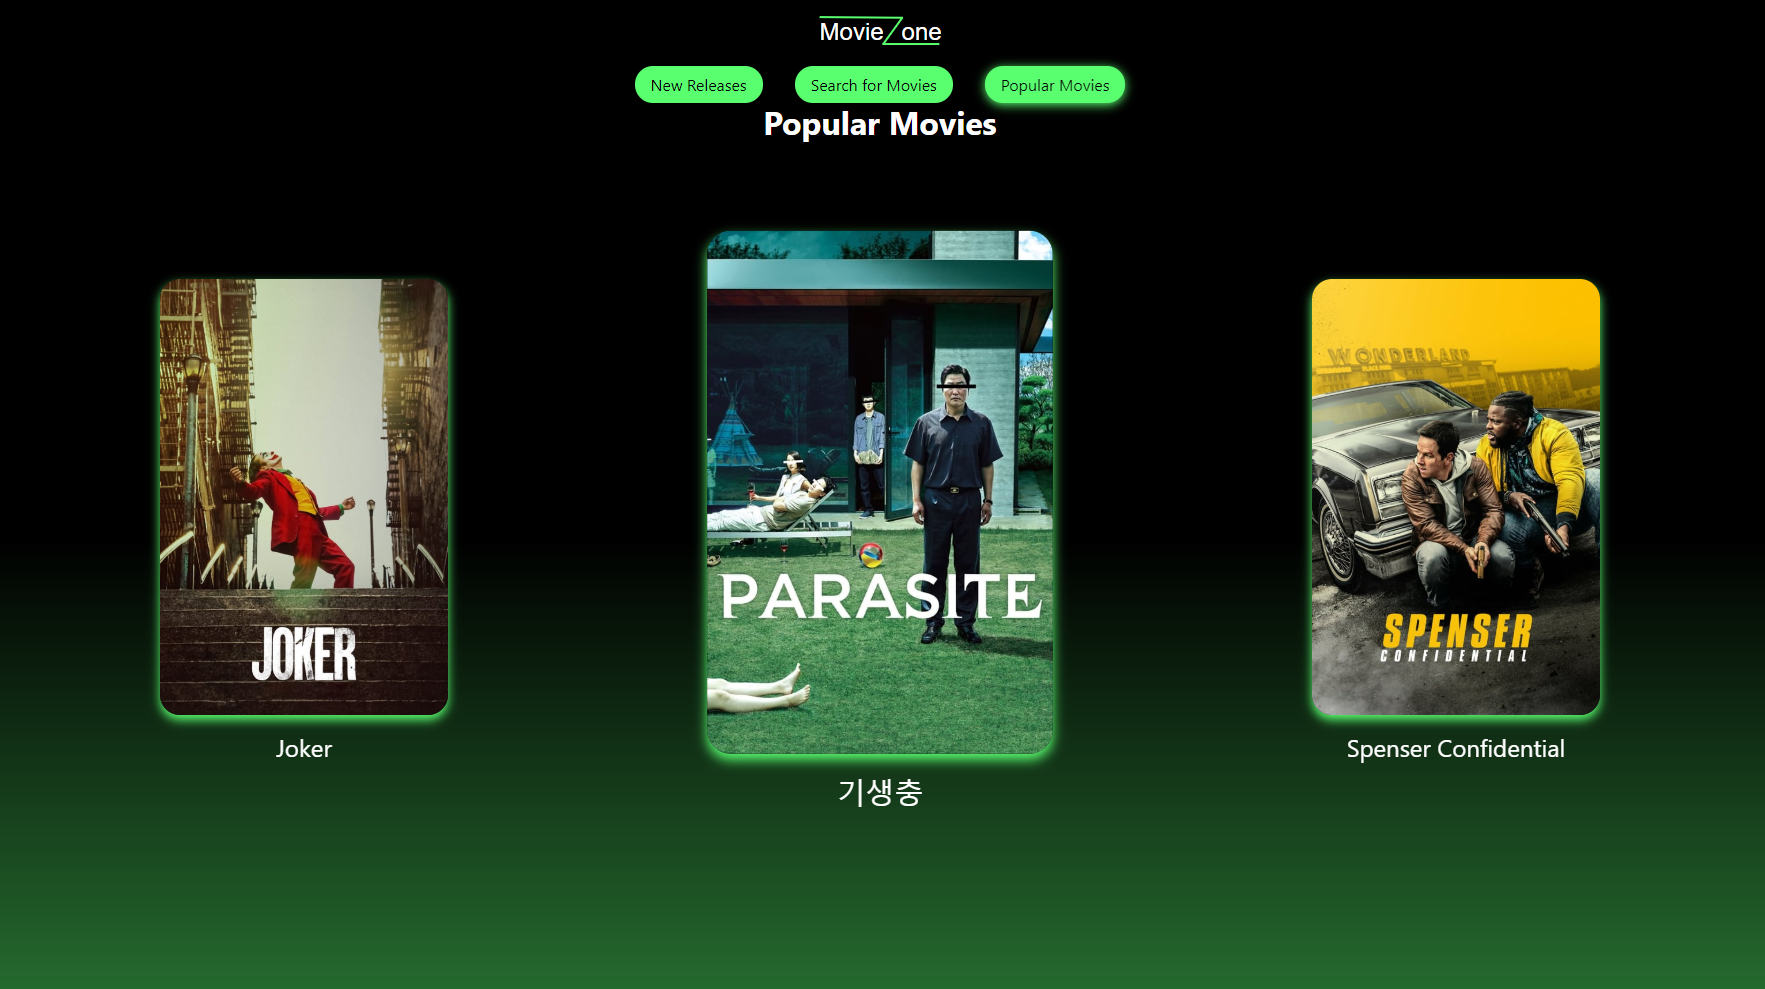 MovieZone
New Releases
Search for Movies
Popular Movies
Popular Movies
JOKER
Joker
PARASITE
기생충
WONDERLAND
SPENSER
CONFIDENTIAL
Spenser Confidential